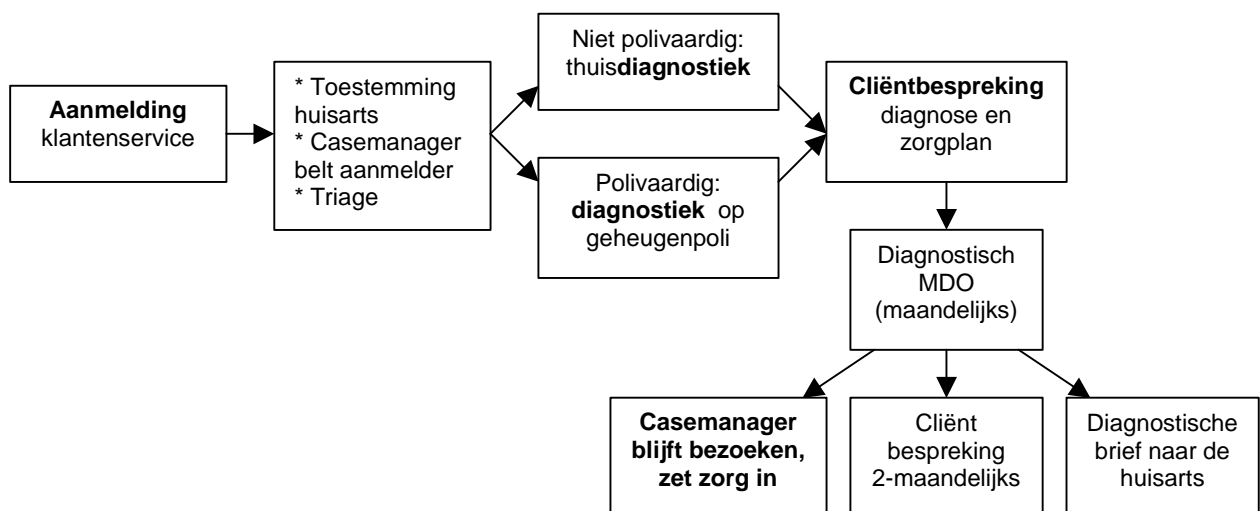 Aanmelding
klantenservice
* Toestemming
huisarts
* Casemanager
belt aanmelder
* Triage
Niet polivaardig:
thuisdiagnostiek
Polivaardig:
diagnostiek op
geheugenpoli
Cliëntbespreking
diagnose en
zorgplan
Diagnostisch
MDO
(maandelijks)
Casemanager
blijft bezoeken,
zet zorg in
Cliënt
bespreking
2-maandelijks
Diagnostische
brief naar de
huisarts